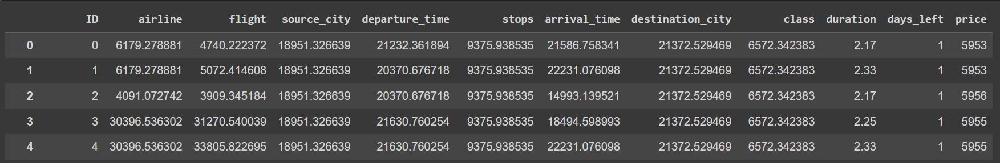 ID airline flight source_city departure_time stops arrival_time destination_city class duration days_left price
0 0 6179.278881 4740.222372 18951.326639 21232.361894 9375.938535 21586.758341 21372.529469 6572.342383 2.17 1 5953
1 1 6179.278881 5072.414608 18951.326639 20370.676718 9375.938535 22231.076098 21372.529469 6572.342383 2.33 1 5953
2 2 4091.072742 3909.345184 18951.326639 20370.676718 9375.938535 14993.139521 21372.529469 6572.342383 2.17 1 5956
3 3 30396.536302 31270.540039 18951.326639 21630.760254 9375.938535 18494.598993 21372.529469 6572.342383 2.25 1 5955
4 4 30396.536302 33805.822695 18951.326639 21630.760254 9375.938535 22231.076098 21372.529469 6572.342383 2.33 1 5955